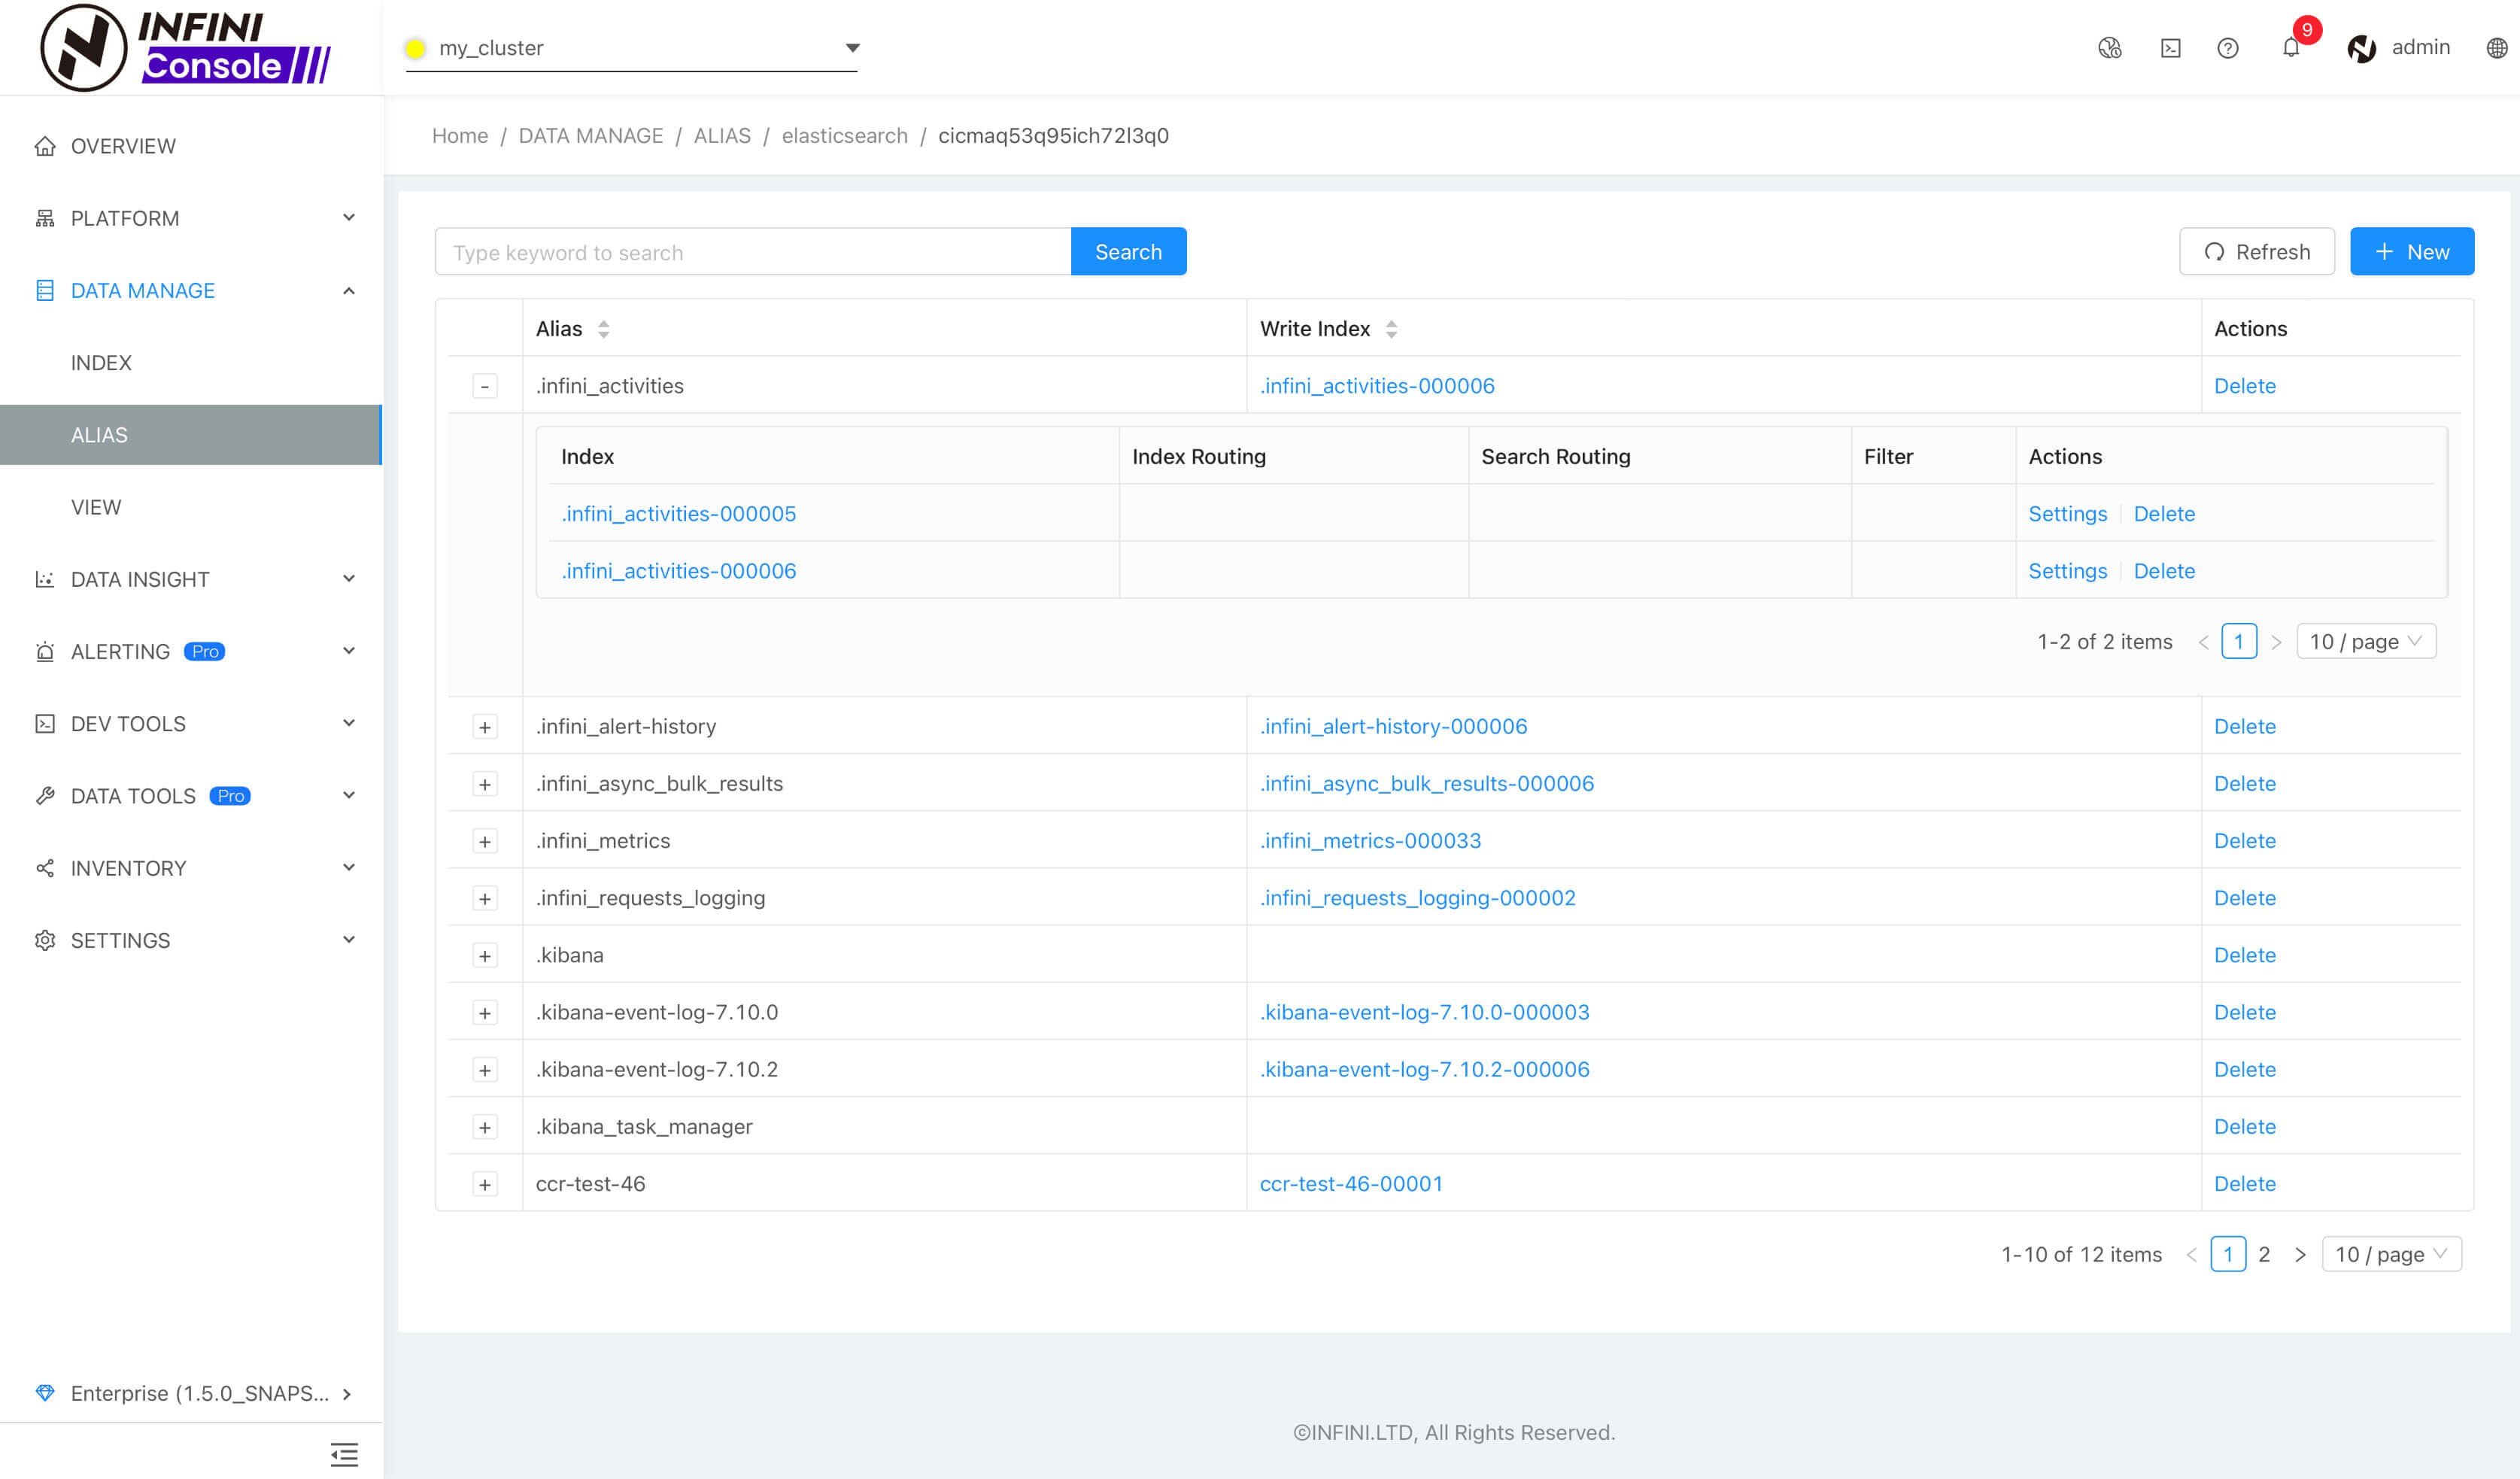 INFINI
Console
my_cluster
9
admin
OVERVIEW
PLATFORM
DATA MANAGE
INDEX
ALIAS
VIEW
DATA INSIGHT
ALERTING Pro
DEV TOOLS
DATA TOOLS Pro
INVENTORY
SETTINGS
Enterprise (1.5.0_SNAPS...
Home / DATA MANAGE / ALIAS / elasticsearch / cicmaq53q95ich72l3q0
Type keyword to search Search Refresh + New
Alias Write Index Actions
- .infini_activities .infini_activities-000006 Delete
Index Index Routing Search Routing Filter Actions
.infini_activities-000005 Settings Delete
.infini_activities-000006 Settings Delete
1-2 of 2 items < 1 > 10 / page
+ .infini_alert-history .infini_alert-history-000006 Delete
+ .infini_async_bulk_results .infini_async_bulk_results-000006 Delete
+ .infini_metrics .infini_metrics-000033 Delete
+ .infini_requests_logging .infini_requests_logging-000002 Delete
+ .kibana Delete
+ .kibana-event-log-7.10.0 .kibana-event-log-7.10.0-000003 Delete
+ .kibana-event-log-7.10.2 .kibana-event-log-7.10.2-000006 Delete
+ .kibana_task_manager Delete
+ ccr-test-46 ccr-test-46-00001 Delete
1-10 of 12 items < 1 2 > 10 / page
©INFINI.LTD, All Rights Reserved.